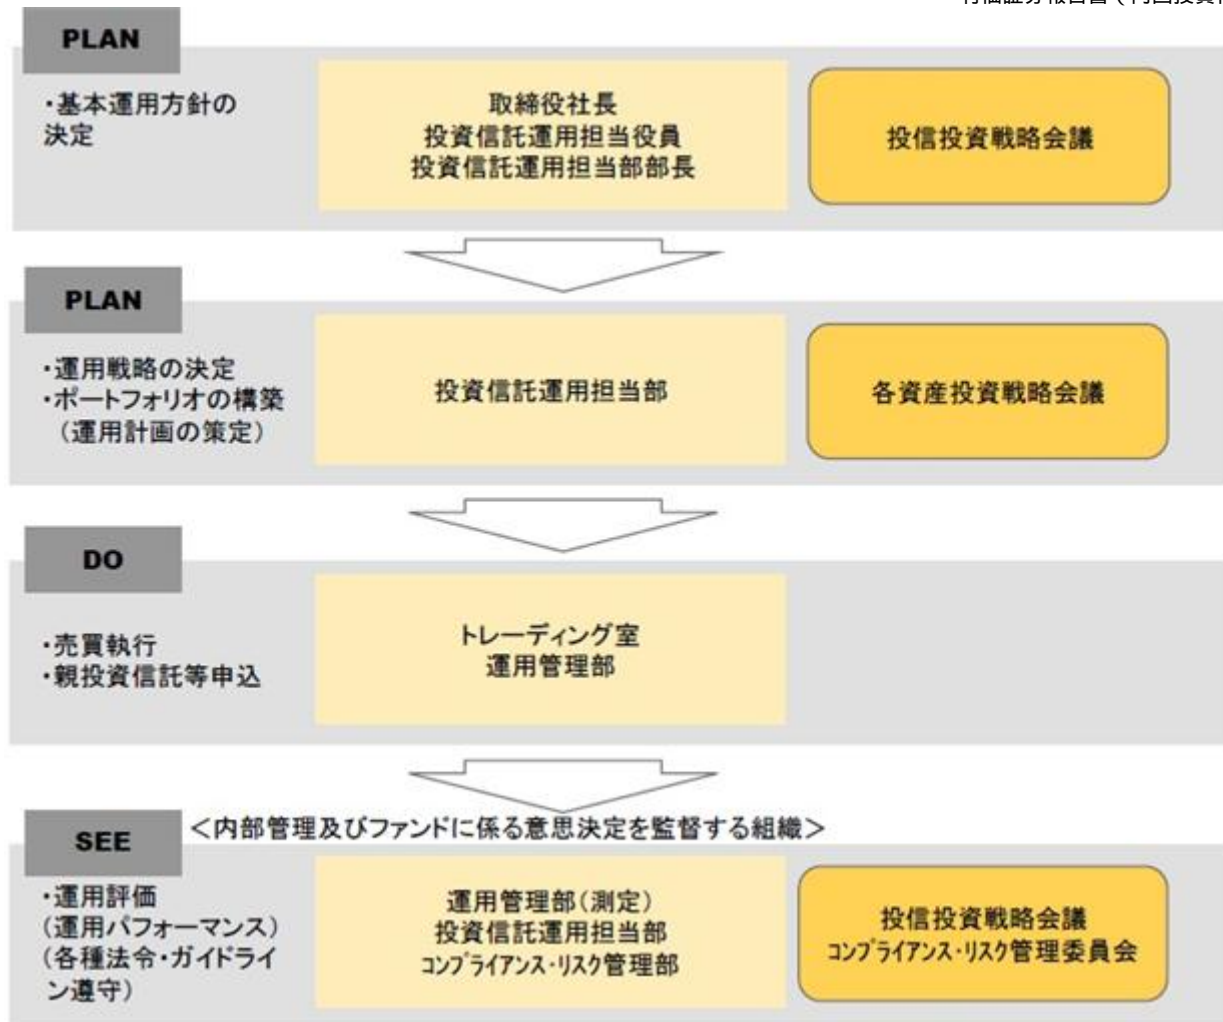 PLAN
・基本運用方針の
決定
取締役社長
投資信託運用担当役員
投資信託運用担当部部長
投信投資戦略会議
PLAN
・運用戦略の決定
・ポートフォリオの構築
（運用計画の策定）
投資信託運用担当部
各資産投資戦略会議
DO
・売買執行
・親投資信託等申込
トレーディング室
運用管理部
SEE
＜内部管理及びファンドに係る意思決定を監督する組織＞
・運用評価
(運用パフォーマンス)
(各種法令・ガイドライ
ン遵守)
運用管理部（測定）
投資信託運用担当部
ｺﾝﾌﾟﾗｲｱﾝｽ・ﾘｽｸ管理部
投信投資戦略会議
ｺﾝﾌﾟﾗｲｱﾝｽ・ﾘｽｸ管理委員会